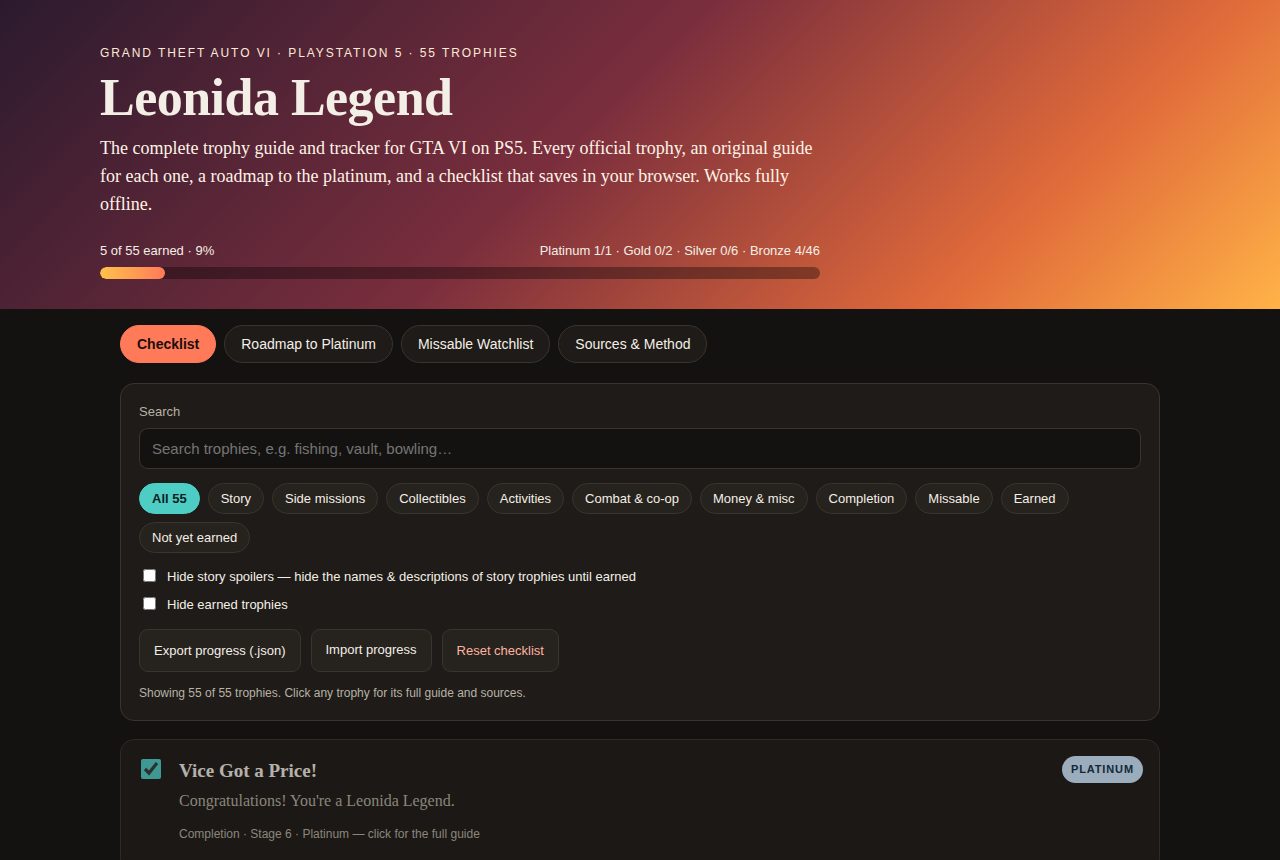 GRAND THEFT AUTO VI · PLAYSTATION 5 · 55 TROPHIES
Leonida Legend
The complete trophy guide and tracker for GTA VI on PS5. Every official trophy, an original guide
for each one, a roadmap to the platinum, and a checklist that saves in your browser. Works fully
offline.
5 of 55 earned · 9%
Platinum 1/1 · Gold 0/2 · Silver 0/6 · Bronze 4/46
Checklist
Roadmap to Platinum
Missable Watchlist
Sources & Method
Search
Search trophies, e.g. fishing, vault, bowling…
All 55
Story
Side missions
Collectibles
Activities
Combat & co-op
Money & misc
Completion
Missable
Earned
Not yet earned
Hide story spoilers — hide the names & descriptions of story trophies until earned
Hide earned trophies
Export progress (.json)
Import progress
Reset checklist
Showing 55 of 55 trophies. Click any trophy for its full guide and sources.
Vice Got a Price!
PLATINUM
Congratulations! You're a Leonida Legend.
Completion · Stage 6 · Platinum — click for the full guide